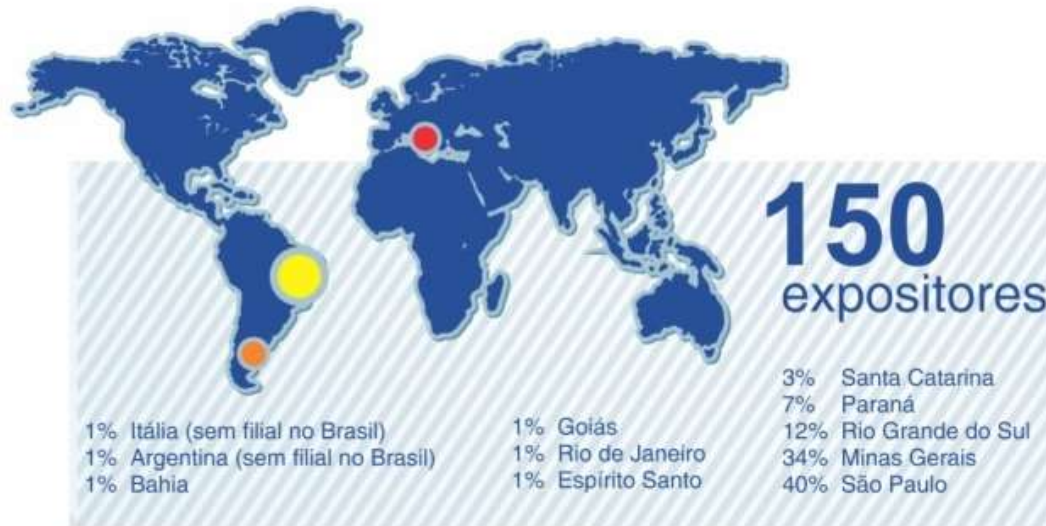 150
expositores
1% Itália (sem filial no Brasil)
1% Argentina (sem filial no Brasil)
1% Bahia
1% Goiás
1% Rio de Janeiro
1% Espírito Santo
3% Santa Catarina
7% Paraná
12% Rio Grande do Sul
34% Minas Gerais
40% São Paulo